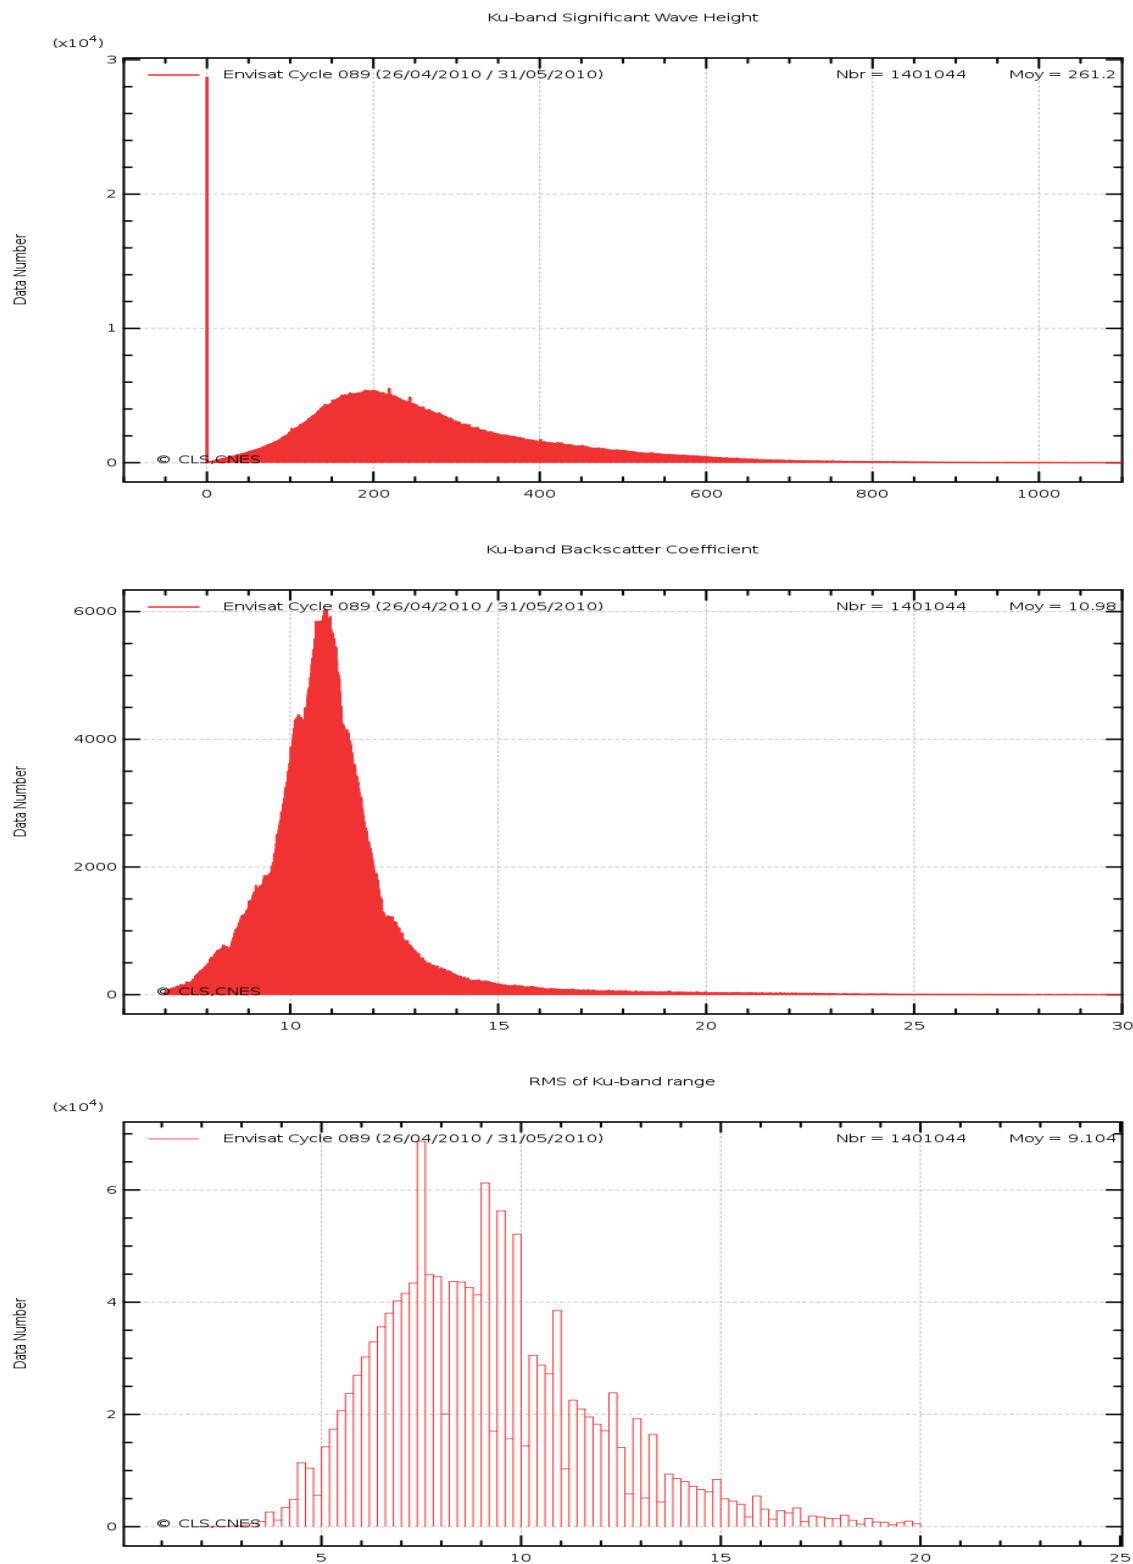 Ku-band Significant Wave Height
(x10⁴)
Envisat Cycle 089 (26/04/2010 / 31/05/2010) Nbr = 1401044 Moy = 261.2
3
2
1
0
Data Number
© CLS,CNES
0 200 400 600 800 1000
Ku-band Backscatter Coefficient
Envisat Cycle 089 (26/04/2010 / 31/05/2010) Nbr = 1401044 Moy = 10.98
6000
4000
2000
0
Data Number
© CLS,CNES
10 15 20 25 30
RMS of Ku-band range
(x10⁴)
Envisat Cycle 089 (26/04/2010 / 31/05/2010) Nbr = 1401044 Moy = 9.104
6
4
2
0
Data Number
© CLS,CNES
5 10 15 20 25